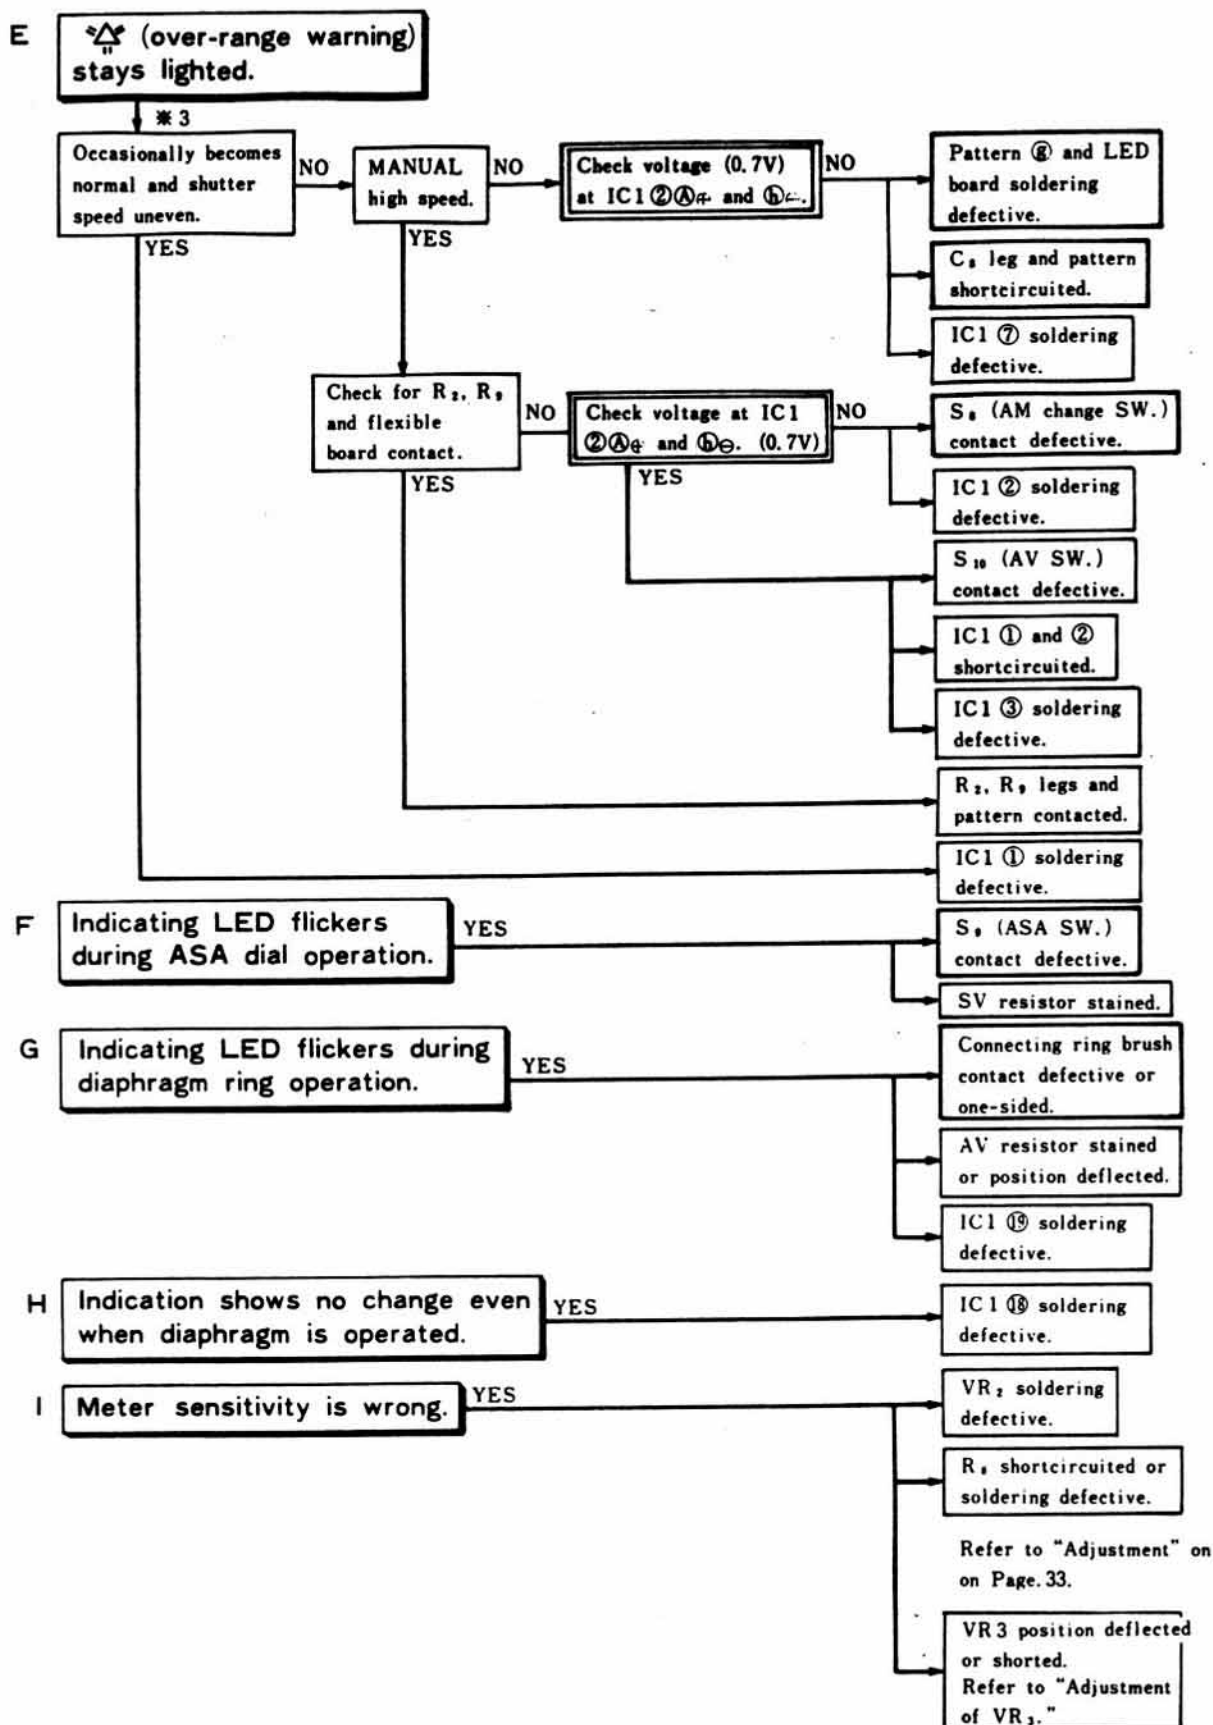 E
(over-range warning)
stays lighted.
※3
Occasionally becomes
normal and shutter
speed uneven.
NO
MANUAL
high speed.
NO
Check voltage (0.7V)
at IC1 ②Ⓐ⊕ and ⓗ⊖.
NO
Pattern ⓖ and LED
board soldering
defective.
YES
YES
C leg and pattern
shortcircuited.
IC1 ⑦ soldering
defective.
Check for R₂, R₉
and flexible
board contact.
NO
Check voltage at IC1
②Ⓐ⊕ and ⓗ⊖. (0.7V)
NO
S (AM change SW.)
contact defective.
YES
YES
IC1 ② soldering
defective.
S₁₀ (AV SW.)
contact defective.
IC1 ① and ②
shortcircuited.
IC1 ③ soldering
defective.
R₂, R₉ legs and
pattern contacted.
IC1 ① soldering
defective.
F
Indicating LED flickers
during ASA dial operation.
YES
S₉ (ASA SW.)
contact defective.
SV resistor stained.
G
Indicating LED flickers during
diaphragm ring operation.
YES
Connecting ring brush
contact defective or
one-sided.
AV resistor stained
or position deflected.
IC1 ⑲ soldering
defective.
H
Indication shows no change even
when diaphragm is operated.
YES
IC1 ⑱ soldering
defective.
I
Meter sensitivity is wrong.
YES
VR₂ soldering
defective.
R shortcircuited or
soldering defective.
Refer to "Adjustment" on
on Page. 33.
VR3 position deflected
or shorted.
Refer to "Adjustment
of VR₃."